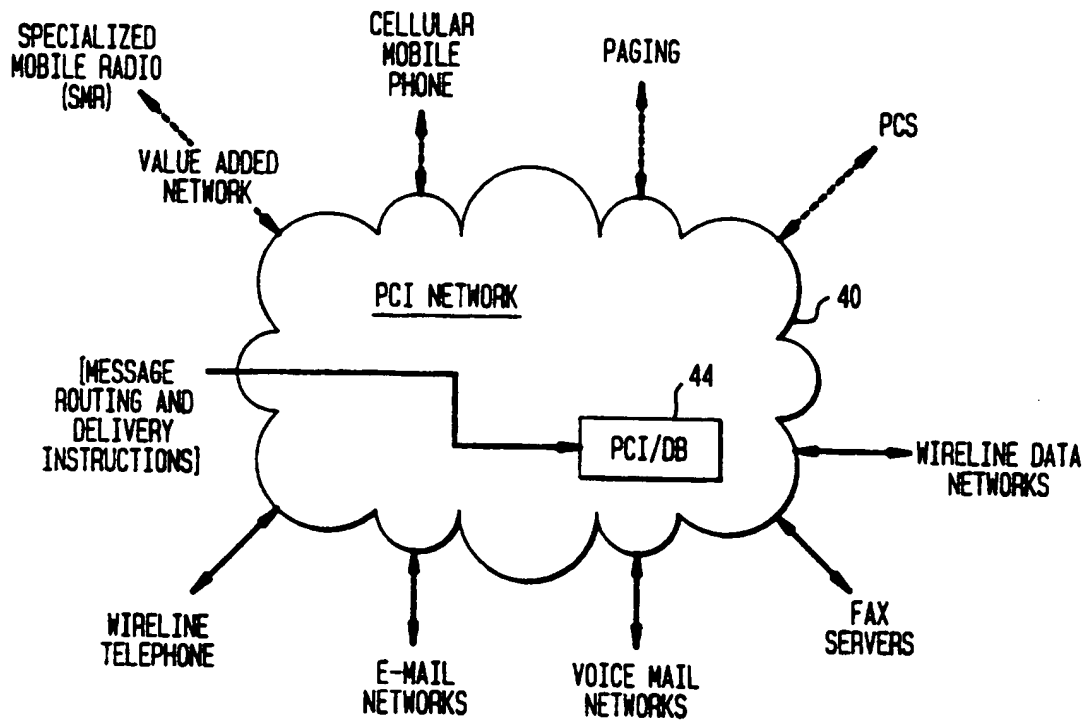 SPECIALIZED
MOBILE RADIO
(SMR)
CELLULAR
MOBILE
PHONE
PAGING
PCS
VALUE ADDED
NETWORK
PCI NETWORK
40
[MESSAGE
ROUTING AND
DELIVERY
INSTRUCTIONS]
44
PCI/DB
WIRELINE DATA
NETWORKS
WIRELINE
TELEPHONE
E-MAIL
NETWORKS
VOICE MAIL
NETWORKS
FAX
SERVERS